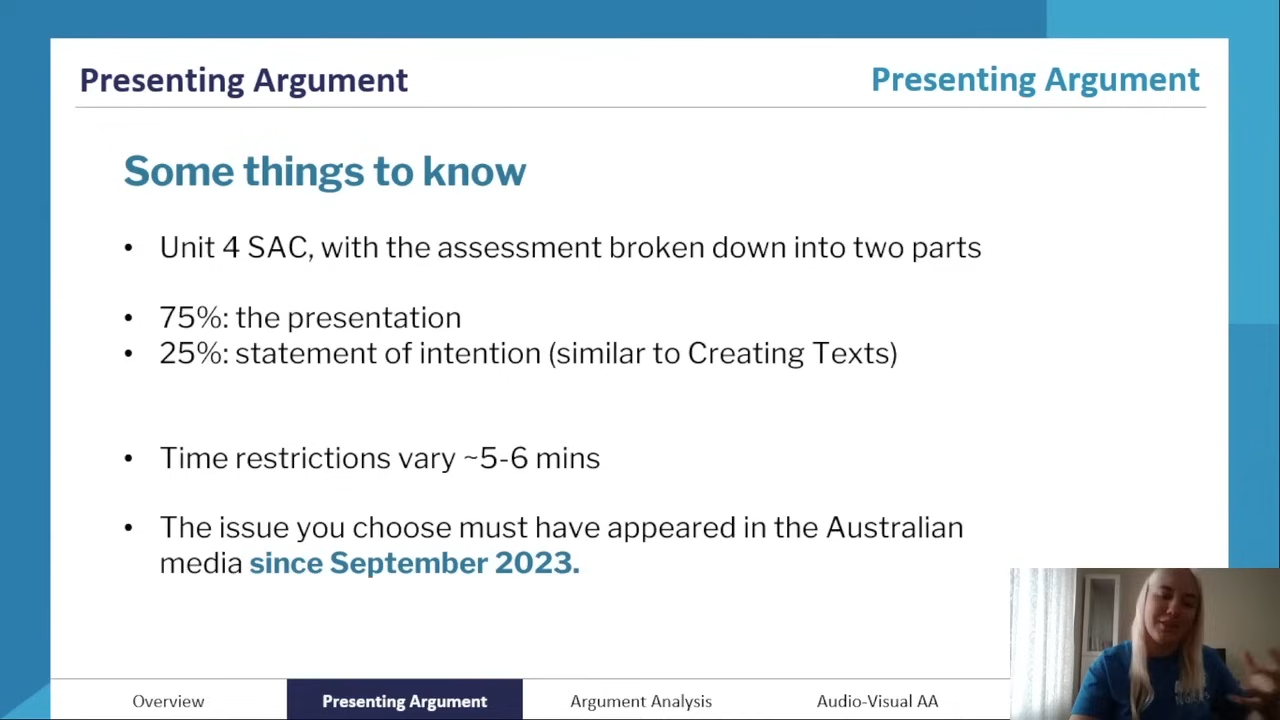 Presenting Argument
Presenting Argument
Some things to know
• Unit 4 SAC, with the assessment broken down into two parts
• 75%: the presentation
• 25%: statement of intention (similar to Creating Texts)
• Time restrictions vary ~5-6 mins
• The issue you choose must have appeared in the Australian
media since September 2023.
Overview
Presenting Argument
Argument Analysis
Audio-Visual AA